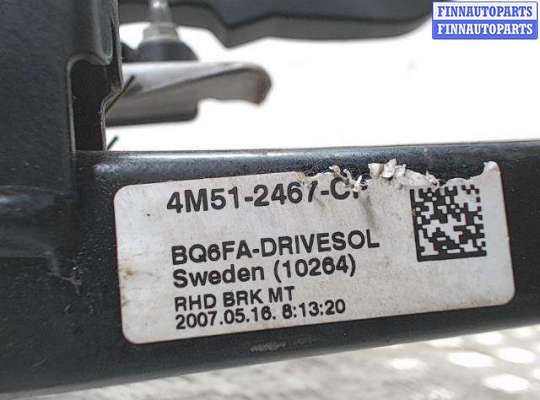 FINNAUTOPARTS
FINNAUTOPARTS
4M51-2467-C
BQ6FA-DRIVESOL
Sweden (10264)
RHD BRK MT
2007.05.16. 8:13:20